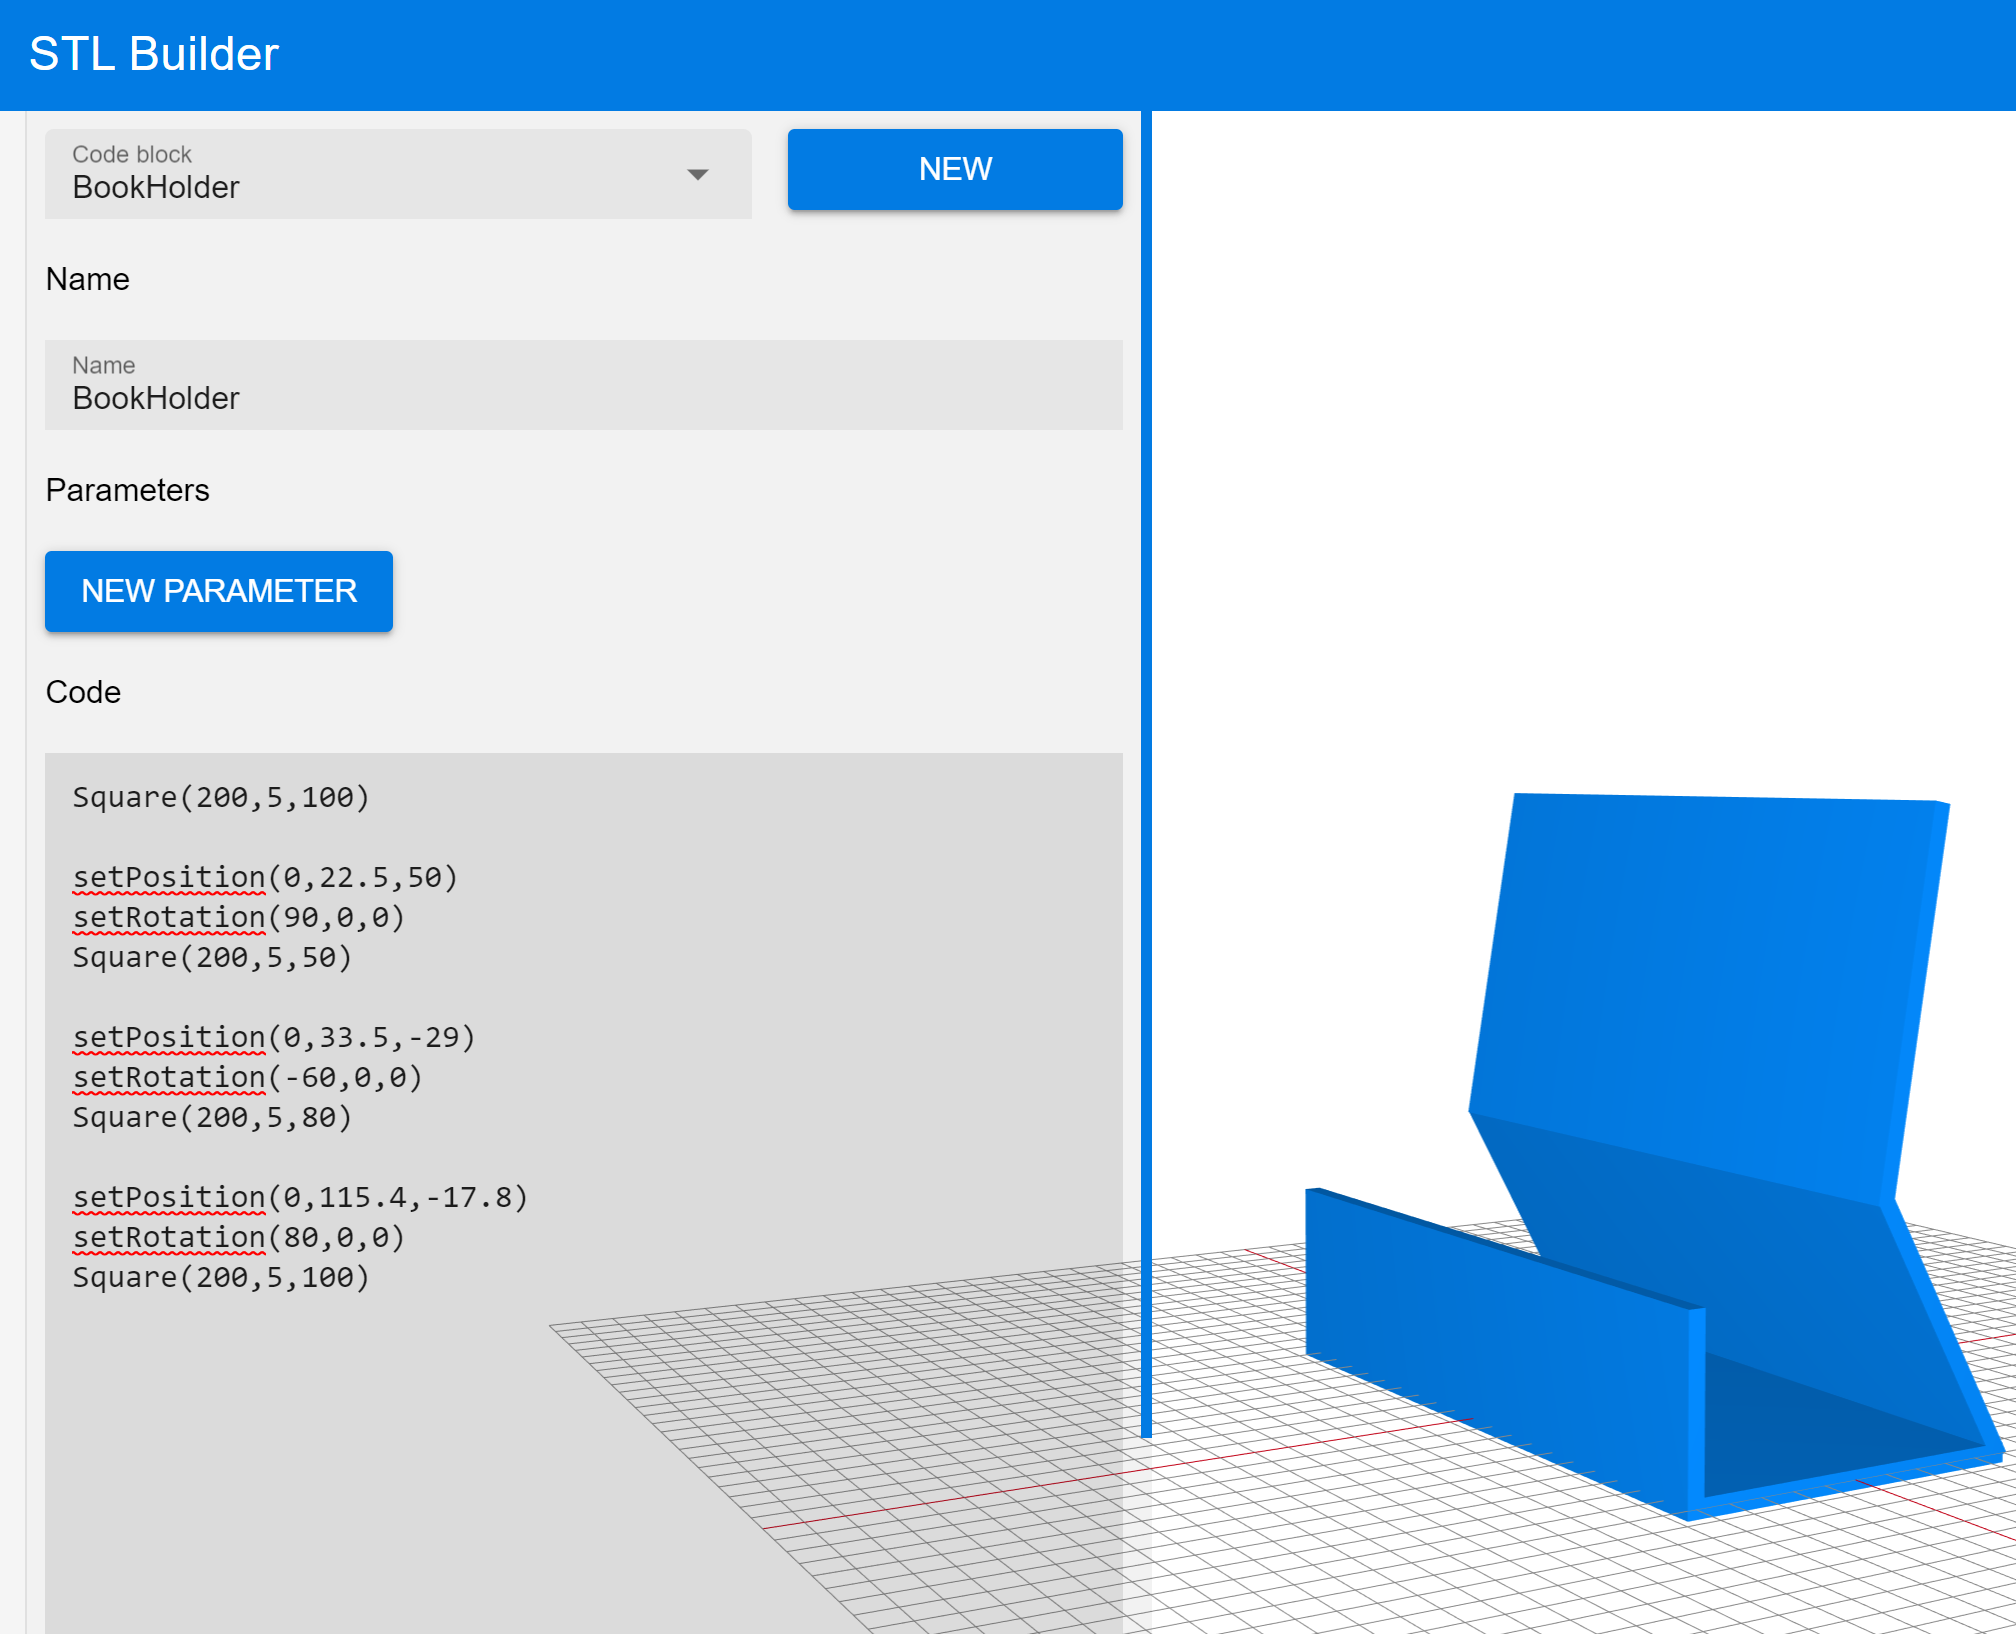 STL Builder
Code block
BookHolder
NEW
Name
Name
BookHolder
Parameters
NEW PARAMETER
Code
Square(200,5,100)
setPosition(0,22.5,50)
setRotation(90,0,0)
Square(200,5,50)
setPosition(0,33.5,-29)
setRotation(-60,0,0)
Square(200,5,80)
setPosition(0,115.4,-17.8)
setRotation(80,0,0)
Square(200,5,100)